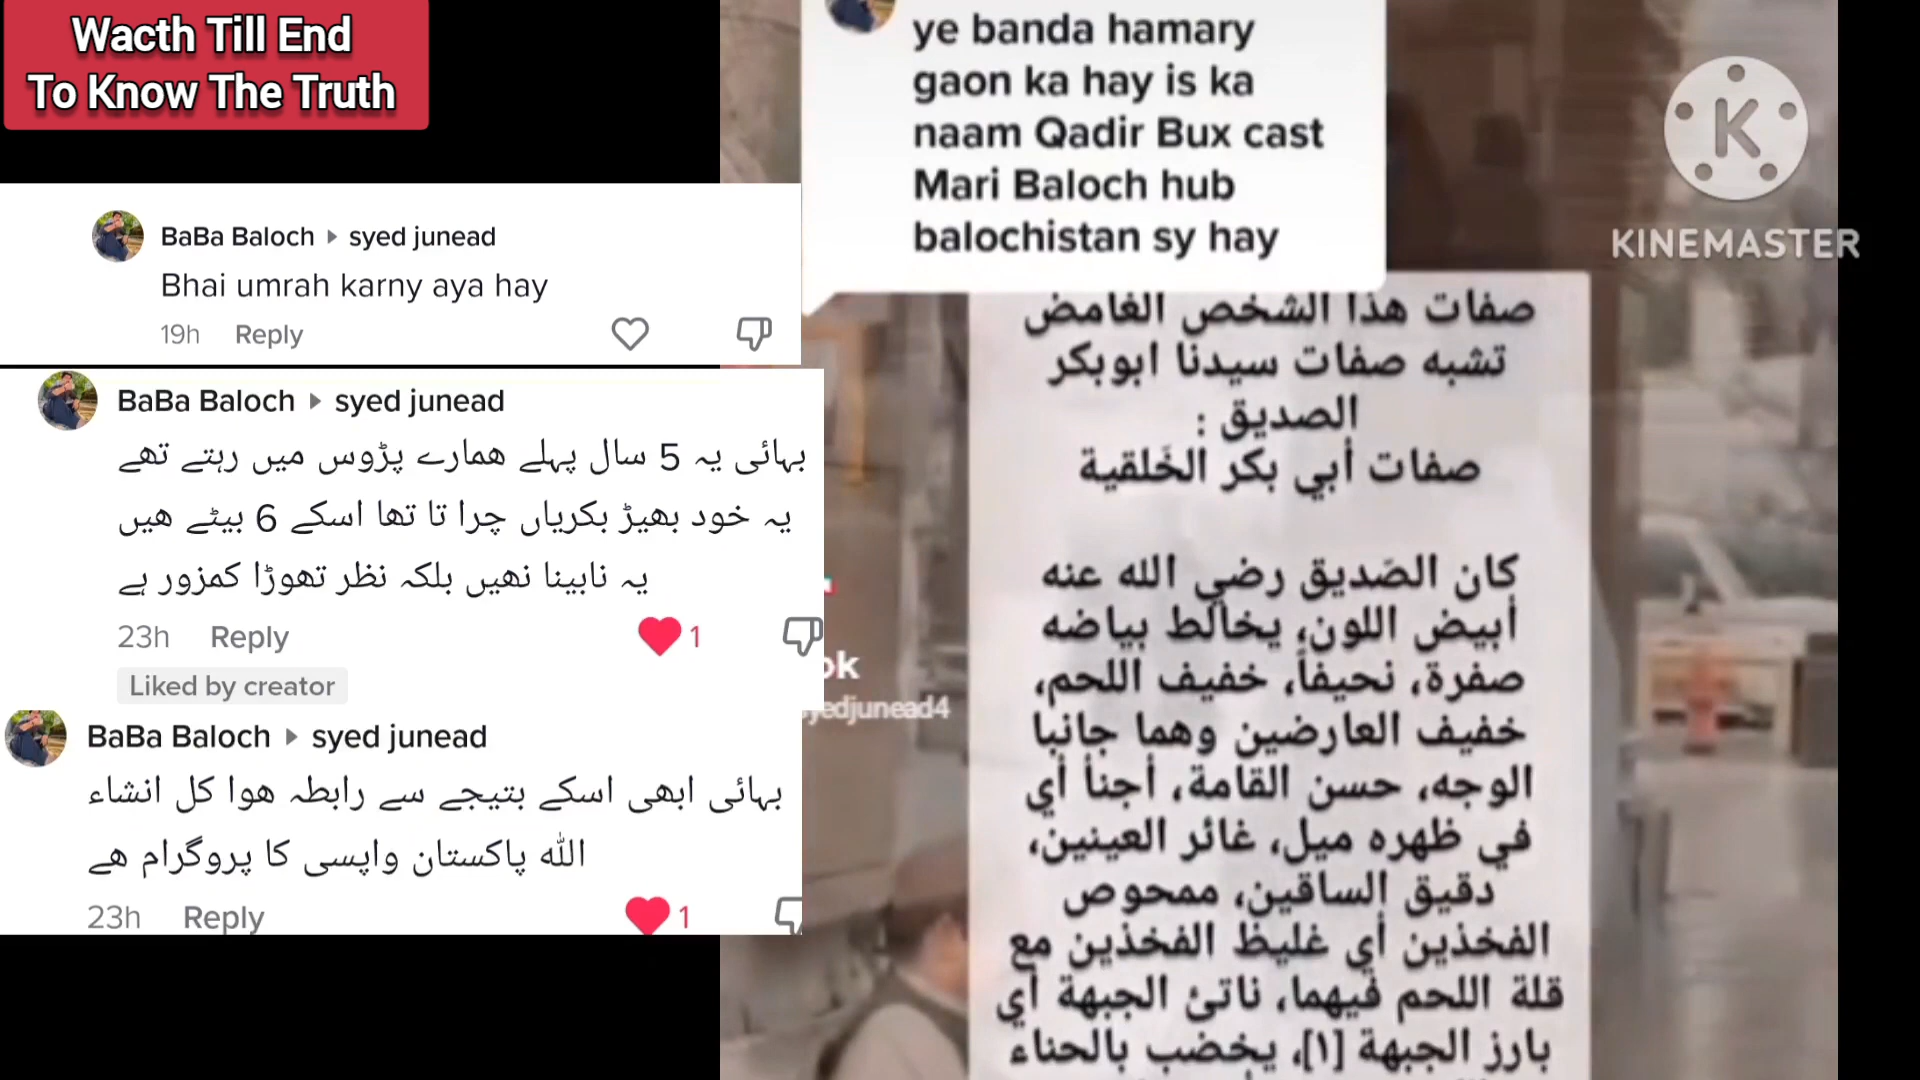 Wacth Till End
To Know The Truth
BaBa Baloch syed junead
Bhai umrah karny aya hay
19h Reply
BaBa Baloch syed junead
بہائی یہ 5 سال پہلے ھمارے پڑوس میں رہتے تھے
یہ خود بھیڑ بکریاں چرا تا تھا اسکے 6 بیٹے ھیں
یہ نابینا نھیں بلکہ نظر تھوڑا کمزور ہے
23h Reply 1
Liked by creator
BaBa Baloch syed junead
بہائی ابھی اسکے بتیجے سے رابطہ ھوا کل انشاء
اللہ پاکستان واپسی کا پروگرام ھے
23h Reply 1
ye banda hamary
gaon ka hay is ka
naam Qadir Bux cast
Mari Baloch hub
balochistan sy hay
صفات هذا الشخص الغامض
تشبه صفات سيدنا ابوبكر
الصديق :
صفات أبي بكر الخَلقية
كان الصَديق رضي الله عنه
أبيض اللون، يخالط بياضه
صفرة، نحيفاً، خفيف اللحم،
خفيف العارضين وهما جانبا
الوجه، حسن القامة، أجنأ أي
في ظهره ميل، غائر العينين،
دقيق الساقين، ممحوص
الفخذين أي غليظ الفخذين مع
قلة اللحم فيهما، ناتئ الجبهة أي
بارز الجبهة [١]، يخضب بالحناء
ok
yedjunead4
K
KINEMASTER